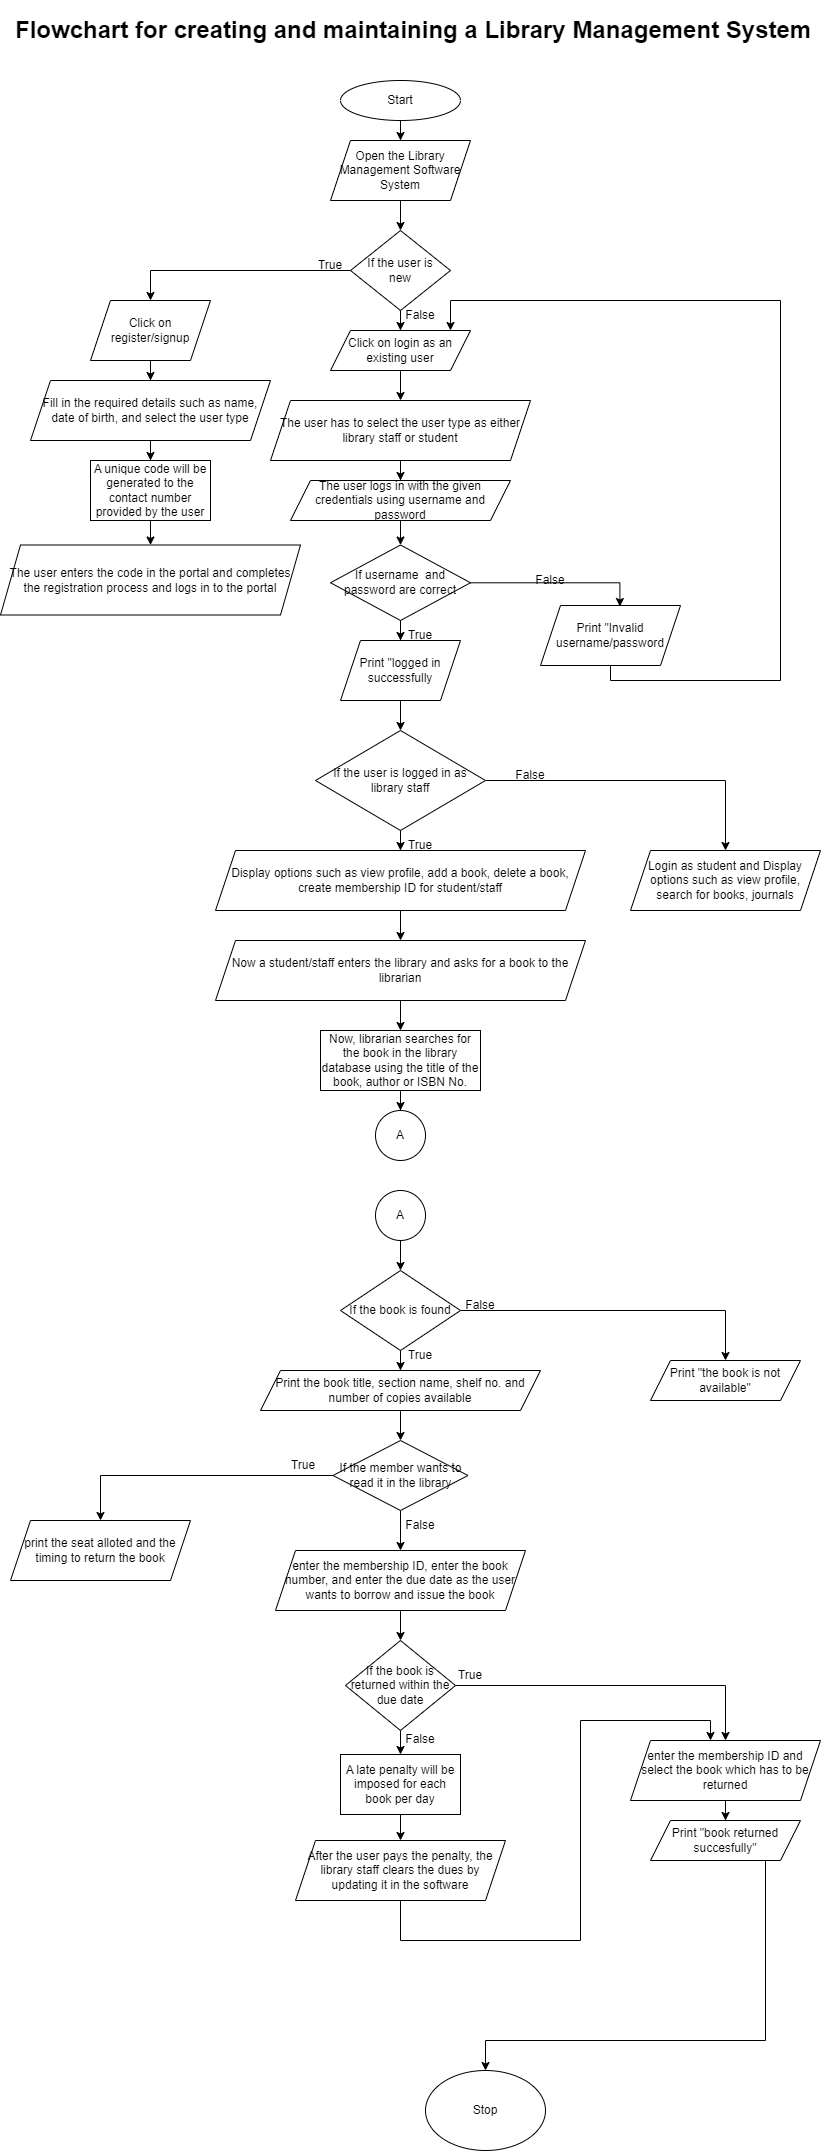 Flowchart for creating and maintaining a Library Management System
Start
Open the Library
Management Software
System
If the user is
new
True
False
Click on
register/signup
Click on login as an
existing user
Fill in the required details such as name,
date of birth, and select the user type
The user has to select the user type as either
library staff or student
A unique code will be
generated to the
contact number
provided by the user
The user logs in with the given
credentials using username and
password
The user enters the code in the portal and completes
the registration process and logs in to the portal
If username and
password are correct
False
True
Print "Invalid
username/password
Print "logged in
successfully
If the user is logged in as
library staff
False
True
Display options such as view profile, add a book, delete a book,
create membership ID for student/staff
Login as student and Display
options such as view profile,
search for books, journals
Now a student/staff enters the library and asks for a book to the
librarian
Now, librarian searches for
the book in the library
database using the title of the
book, author or ISBN No.
A
A
If the book is found
False
True
Print the book title, section name, shelf no. and
number of copies available
Print "the book is not
available"
If the member wants to
read it in the library
True
False
print the seat alloted and the
timing to return the book
enter the membership ID, enter the book
number, and enter the due date as the user
wants to borrow and issue the book
If the book is
returned within the
due date
True
False
A late penalty will be
imposed for each
book per day
enter the membership ID and
select the book which has to be
returned
Print "book returned
succesfully"
After the user pays the penalty, the
library staff clears the dues by
updating it in the software
Stop